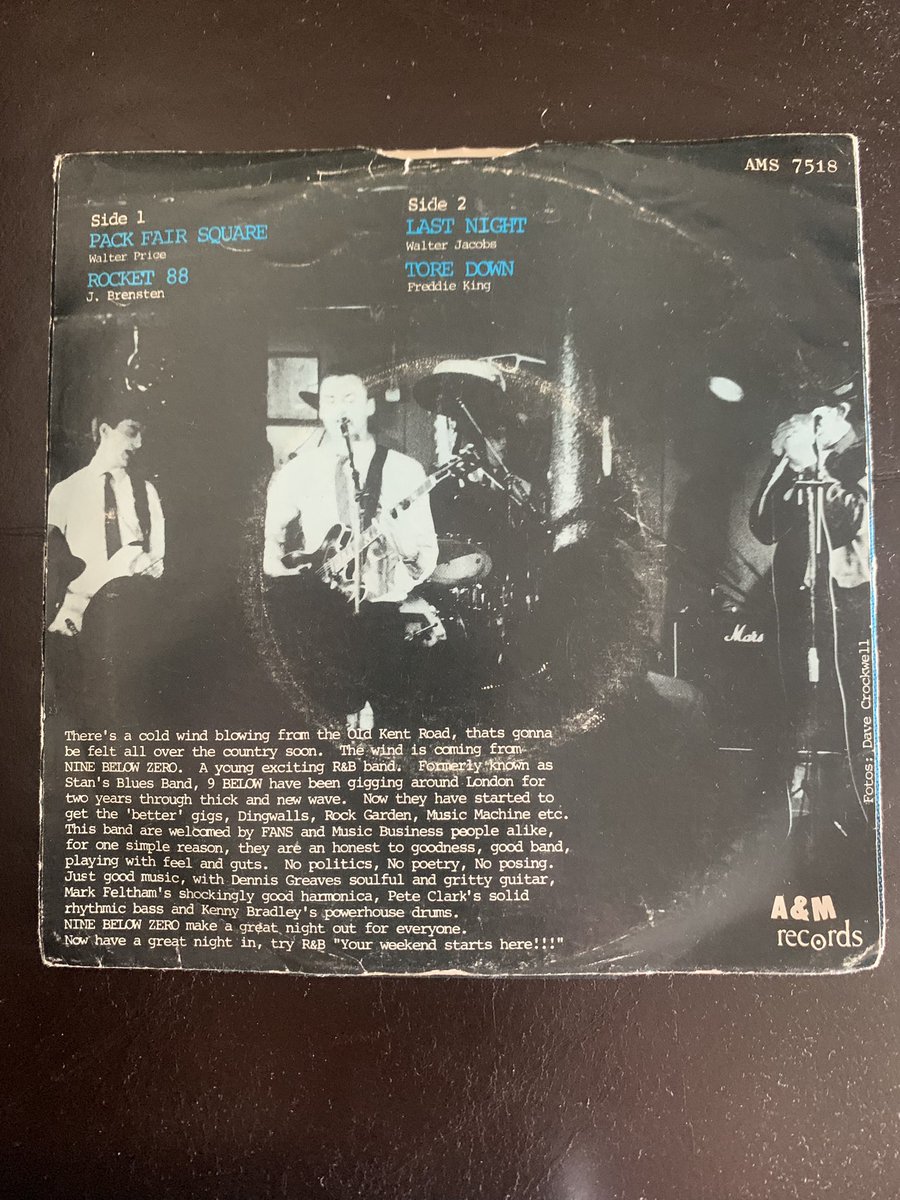 AMS 7518
Side 1
PACK FAIR SQUARE
Walter Price
ROCKET 88
J. Brensten
Side 2
LAST NIGHT
Walter Jacobs
TORE DOWN
Freddie King
Mars
There's a cold wind blowing from the Old Kent Road, thats gonna
be felt all over the country soon. The wind is coming from
NINE BELOW ZERO. A young exciting R&B band. Formerly known as
Stan's Blues Band, 9 BELOW have been gigging around London for
two years through thick and new wave. Now they have started to
get the 'better' gigs, Dingwalls, Rock Garden, Music Machine etc.
This band are welcomed by FANS and Music Business people alike,
for one simple reason, they are an honest to goodness, good band,
playing with feel and guts. No politics, No poetry, No posing.
Just good music, with Dennis Greaves soulful and gritty guitar,
Mark Feltham's shockingly good harmonica, Pete Clark's solid
rhythmic bass and Kenny Bradley's powerhouse drums.
NINE BELOW ZERO make a great night out for everyone.
Now have a great night in, try R&B "Your weekend starts here!!!"
Fotos: Dave Crockwell
A&M
records